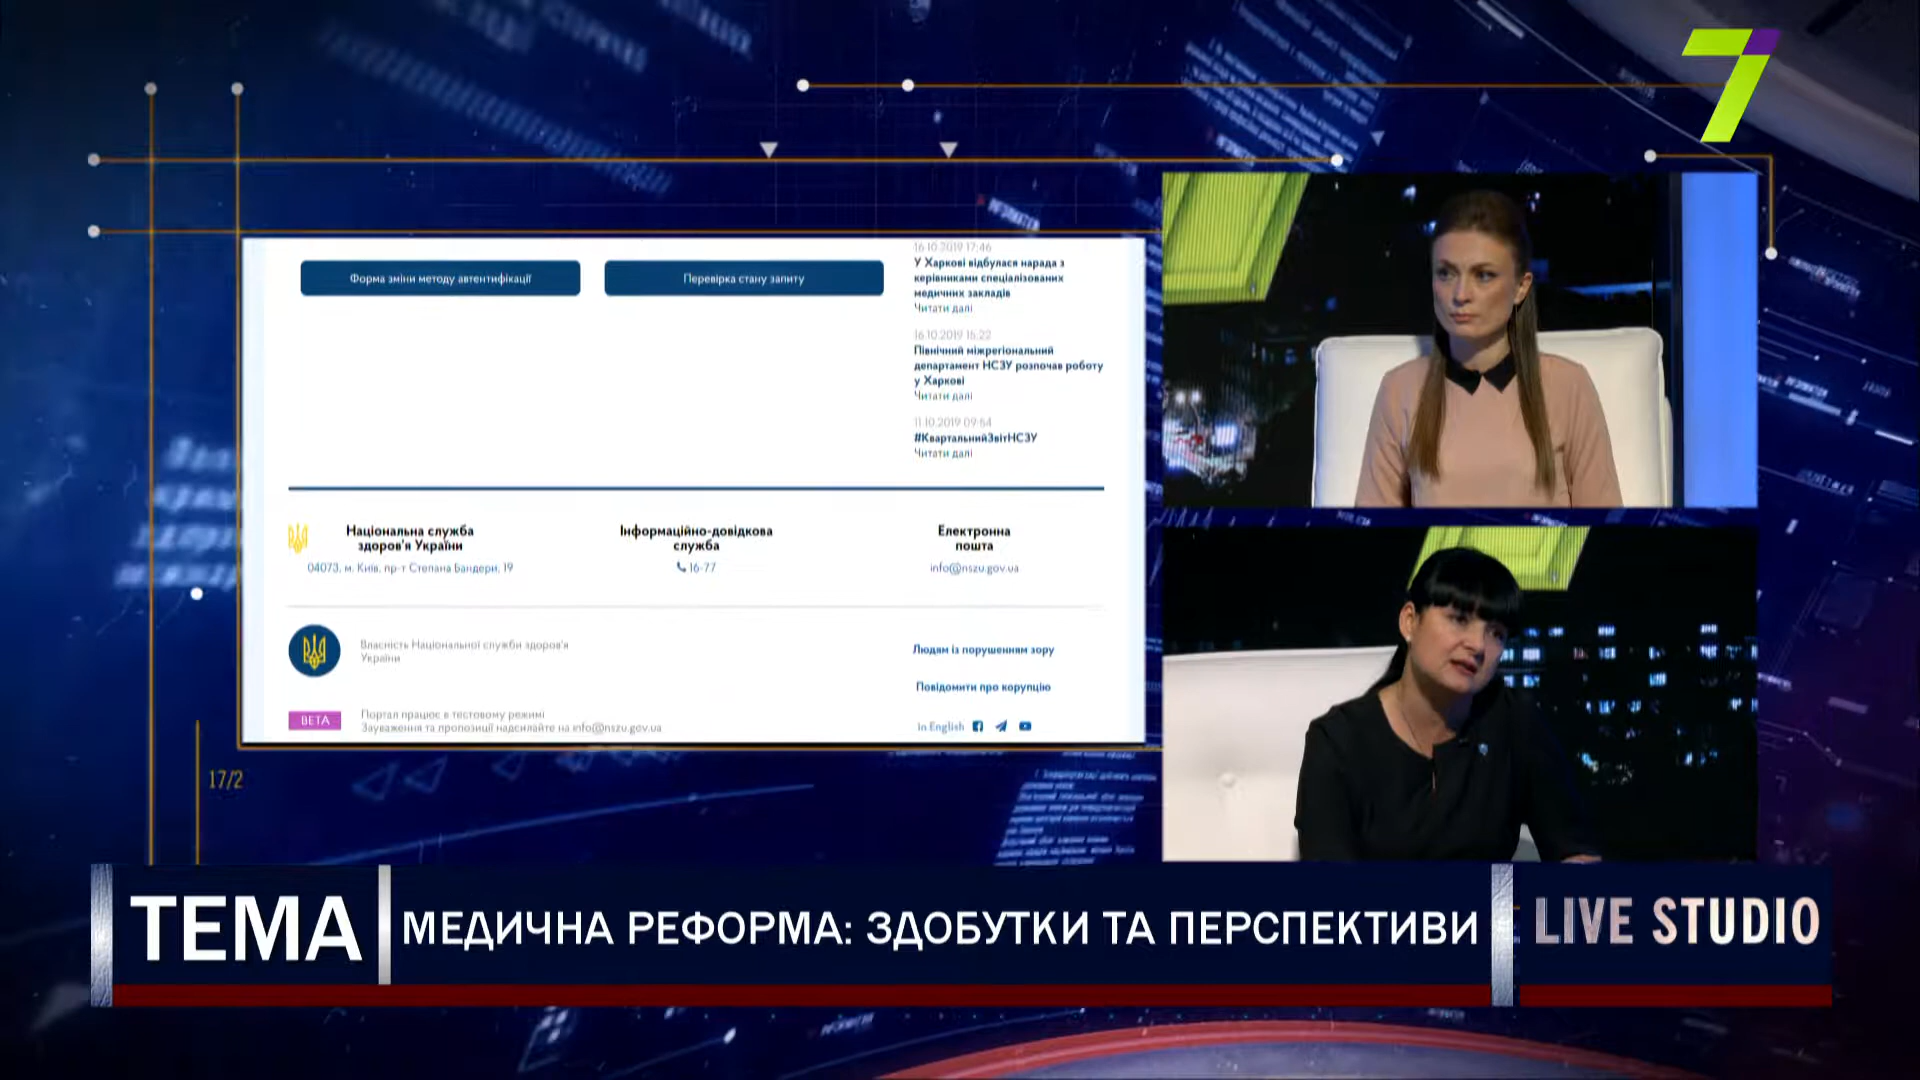 7
Форма зміни методу автентифікації
Перевірка стану запиту
16.10.2019 17:46
У Харкові відбулася нарада з
керівниками спеціалізованих
медичних закладів
Читати далі
16.10.2019 15:22
Північний міжрегіональний
департамент НСЗУ розпочав роботу
у Харкові
Читати далі
11.10.2019 09:54
#КвартальнийЗвітНСЗУ
Читати далі
Національна служба
здоров'я України
04073, м. Київ, пр-т Степана Бандери, 19
Інформаційно-довідкова
служба
16-77
Електронна
пошта
info@nszu.gov.ua
Власність Національної служби здоров'я
України
Людям із порушенням зору
Повідомити про корупцію
BETA
Портал працює в тестовому режимі
Зауваження та пропозиції надсилайте на info@nszu.gov.ua
in English
17/2
ТЕМА
МЕДИЧНА РЕФОРМА: ЗДОБУТКИ ТА ПЕРСПЕКТИВИ
LIVE STUDIO